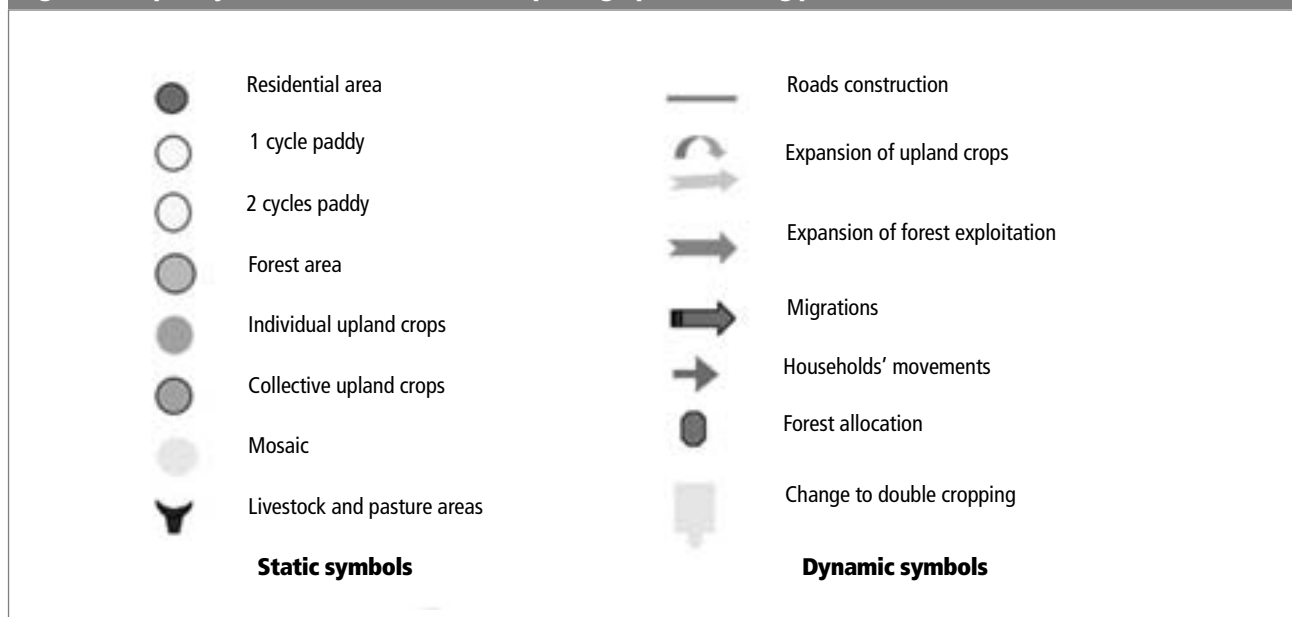 Residential area
1 cycle paddy
2 cycles paddy
Forest area
Individual upland crops
Collective upland crops
Mosaic
Livestock and pasture areas
Static symbols
Roads construction
Expansion of upland crops
Expansion of forest exploitation
Migrations
Households’ movements
Forest allocation
Change to double cropping
Dynamic symbols